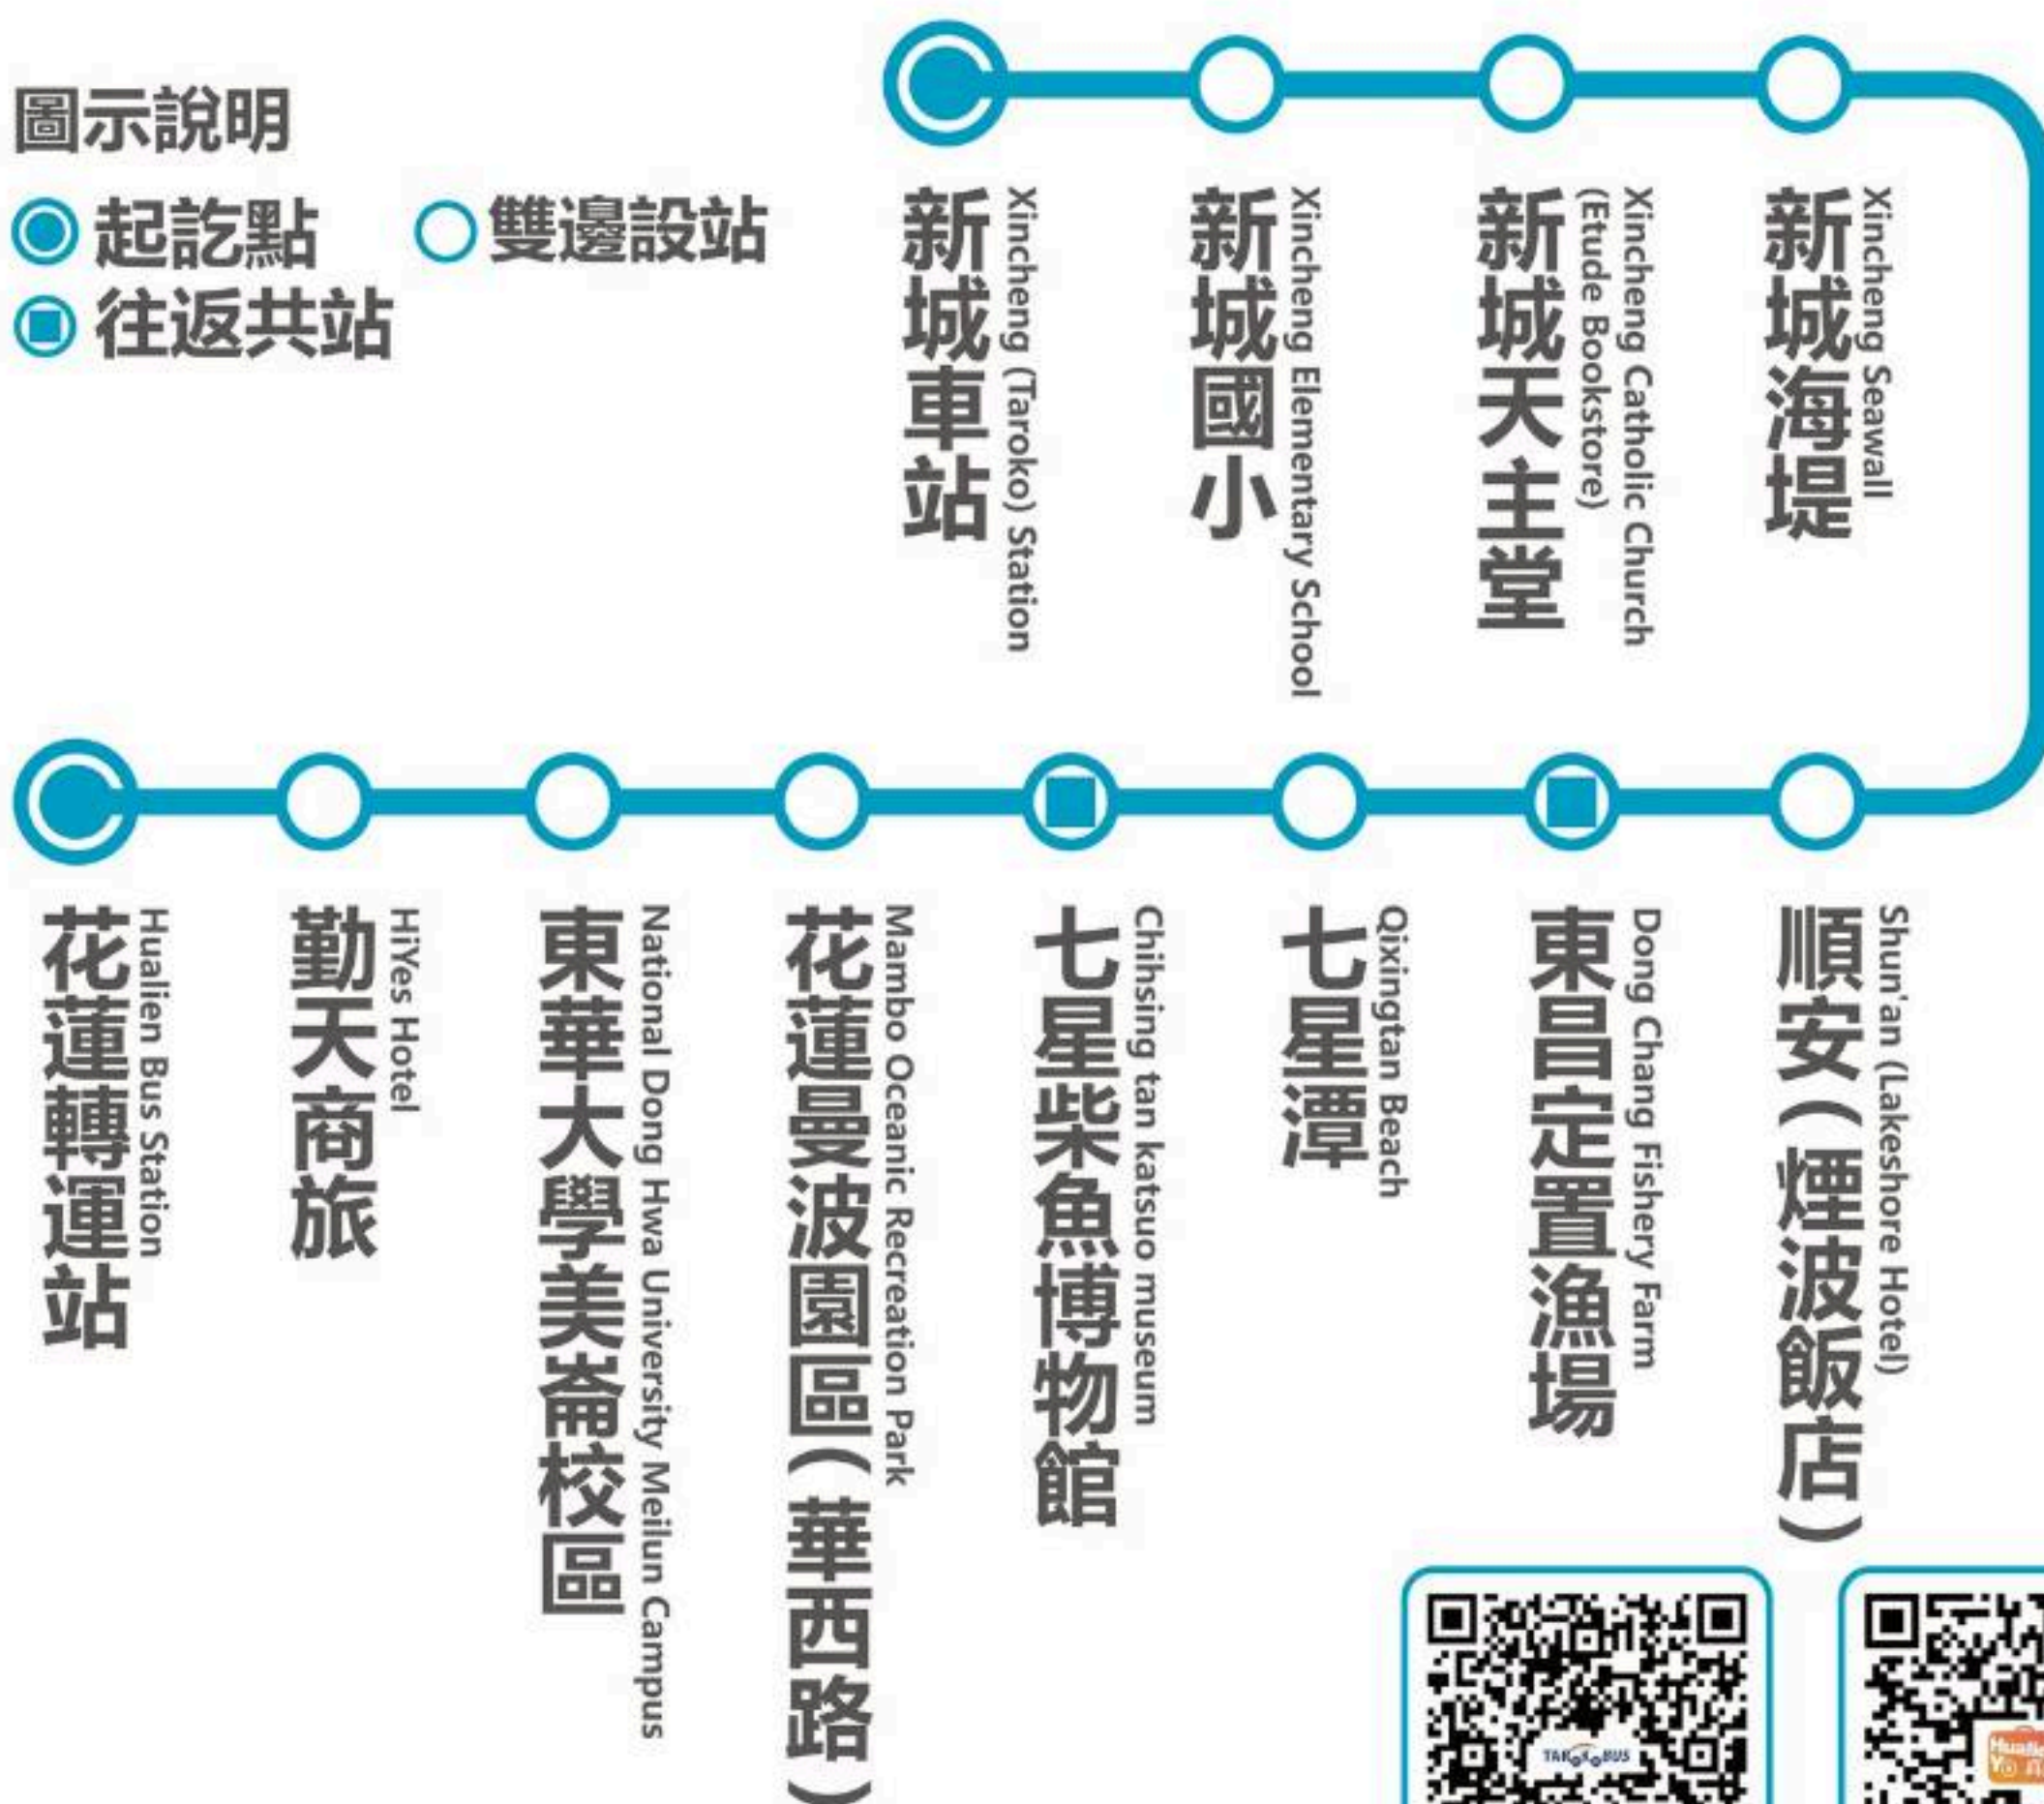 圖示說明
起訖點
雙邊設站
往返共站
新城車站
Xincheng (Taroko) Station
新城國小
Xincheng Elementary School
新城天主堂
Xincheng Catholic Church
(Etude Bookstore)
新城海堤
Xincheng Seawall
花蓮轉運站
Hualien Bus Station
勤天商旅
HiYes Hotel
東華大學美崙校區
National Dong Hwa University Meilun Campus
花蓮曼波園區(華西路)
Mambo Oceanic Recreation Park
七星柴魚博物館
Chihsing tan katsuo museum
七星潭
Qixingtan Beach
東昌定置漁場
Dong Chang Fishery Farm
順安(煙波飯店)
Shun'an (Lakeshore Hotel)
TAROKO BUS